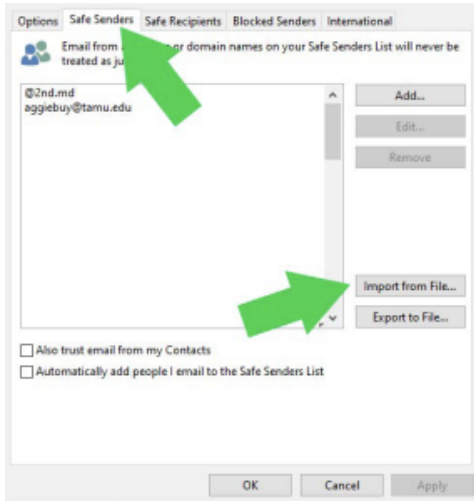 Options Safe Senders Safe Recipients Blocked Senders International
Email from or domain names on your Safe Senders List will never be
treated as
@2nd.md
aggiebuy@tamu.edu
Add...
Edit...
Remove
Import from File...
Export to File...
Also trust email from my Contacts
Automatically add people I email to the Safe Senders List
OK Cancel Apply